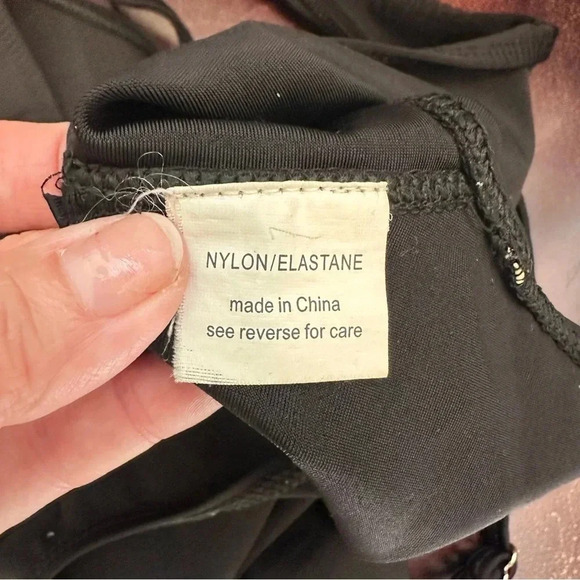 NYLON/ELASTANE
made in China
see reverse for care